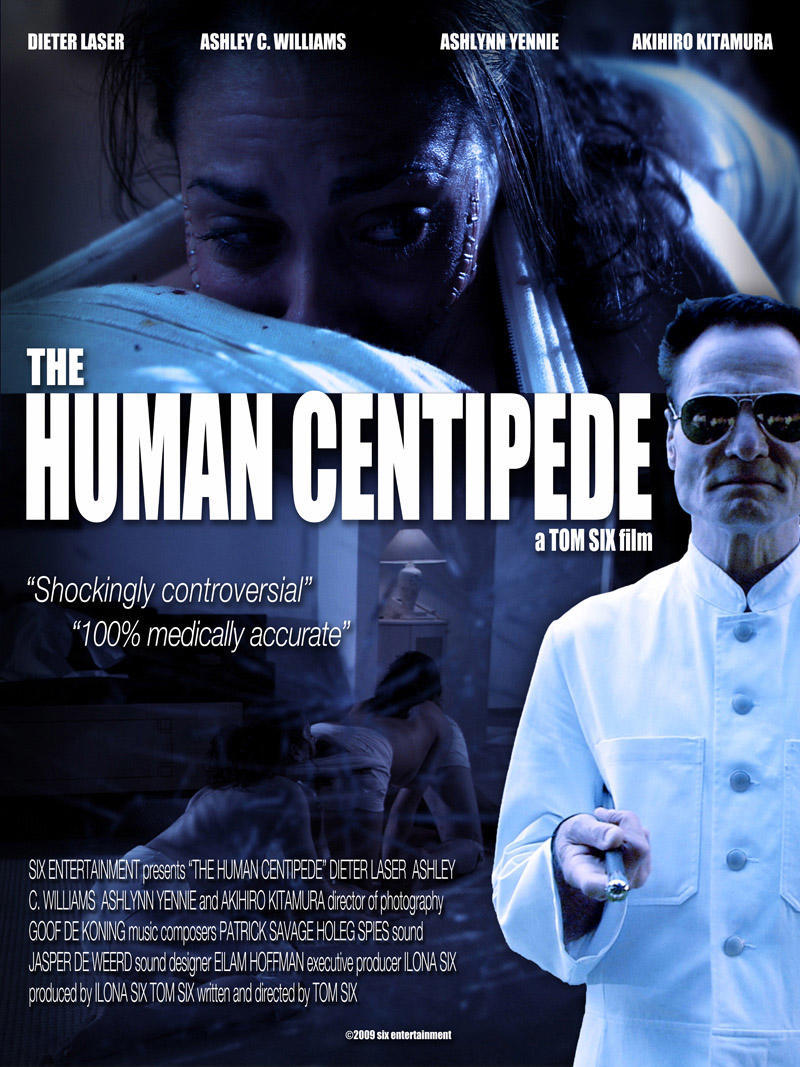 DIETER LASER ASHLEY C. WILLIAMS ASHLYNN YENNIE AKIHIRO KITAMURA
THE
HUMAN CENTIPEDE
a TOM SIX film
“Shockingly controversial”
“100% medically accurate”
SIX ENTERTAINMENT presents “THE HUMAN CENTIPEDE” DIETER LASER ASHLEY
C. WILLIAMS ASHLYNN YENNIE and AKIHIRO KITAMURA director of photography
GOOF DE KONING music composers PATRICK SAVAGE HOLEG SPIES sound
JASPER DE WEERD sound designer EILAM HOFFMAN executive producer ILONA SIX
produced by ILONA SIX TOM SIX written and directed by TOM SIX
©2009 six entertainment